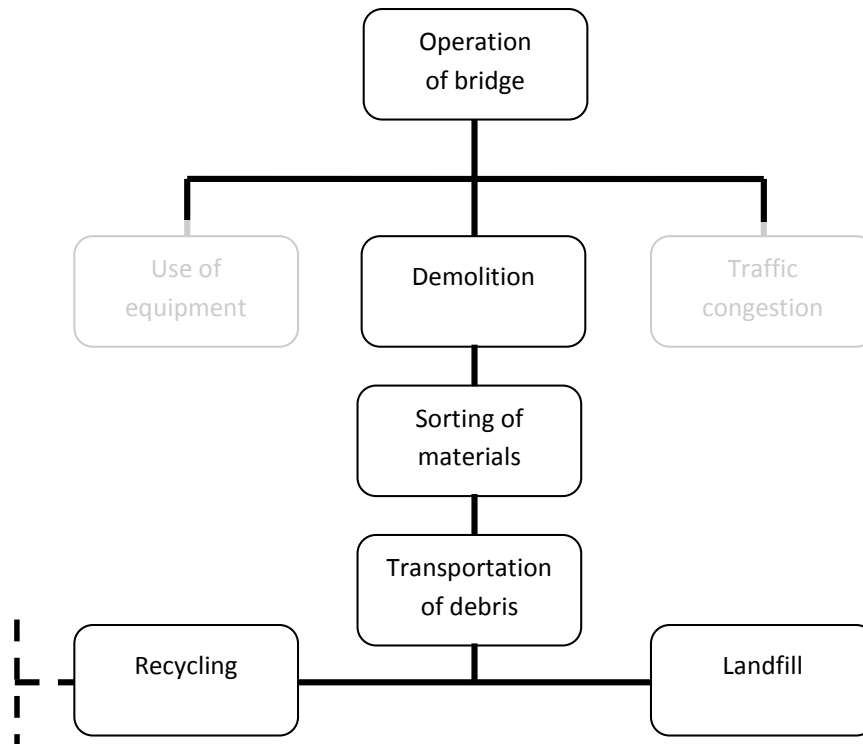 Operation
of bridge
Use of
equipment
Demolition
Traffic
congestion
Sorting of
materials
Transportation
of debris
Recycling
Landfill